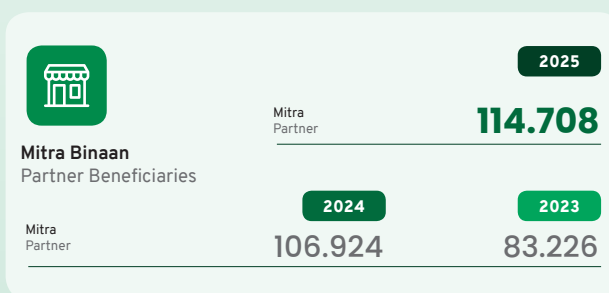 2025
Mitra
Partner
114.708
Mitra Binaan
Partner Beneficiaries
2024
2023
Mitra
Partner
106.924
83.226